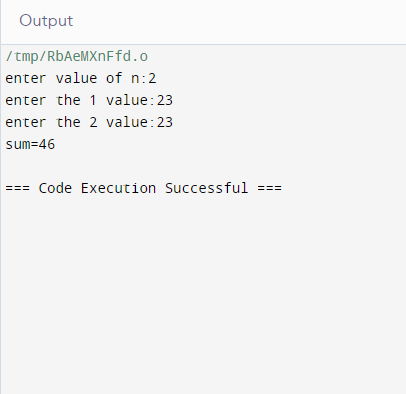 Output
/tmp/RbAeMXnFfd.o
enter value of n:2
enter the 1 value:23
enter the 2 value:23
sum=46
=== Code Execution Successful ===